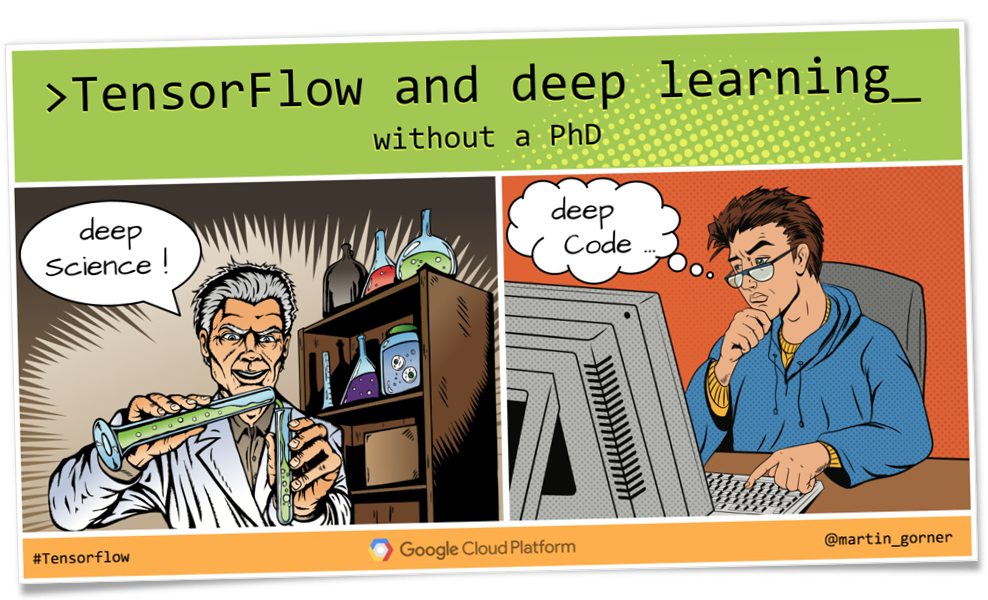 >TensorFlow and deep learning_
without a PhD
deep
Science !
deep
Code ...
#Tensorflow
Google Cloud Platform
@martin_gorner